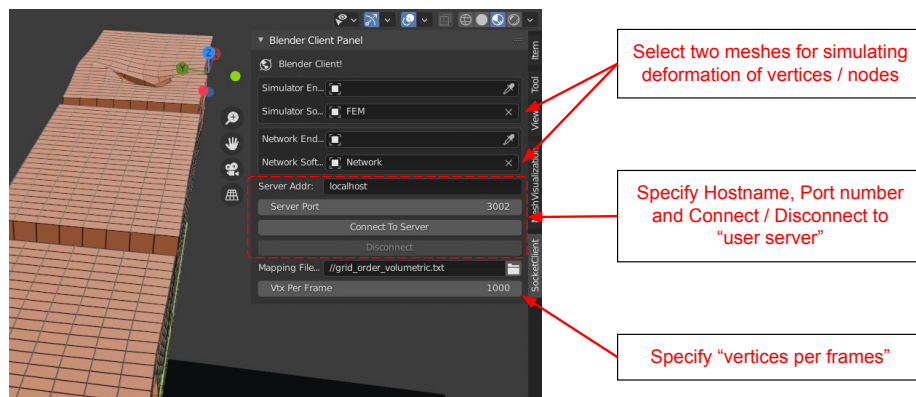 Blender Client Panel
Blender Client!
Simulator En...
Simulator So... FEM
Network End...
Network Soft... Network
Server Addr: localhost
Server Port 3002
Connect To Server
Disconnect
Mapping File... //grid_order_volumetric.txt
Vtx Per Frame 1000
Item
Tool
View
MeshVisualization
SocketClient
Z
Y
Select two meshes for simulating
deformation of vertices / nodes
Specify Hostname, Port number
and Connect / Disconnect to
“user server”
Specify “vertices per frames”